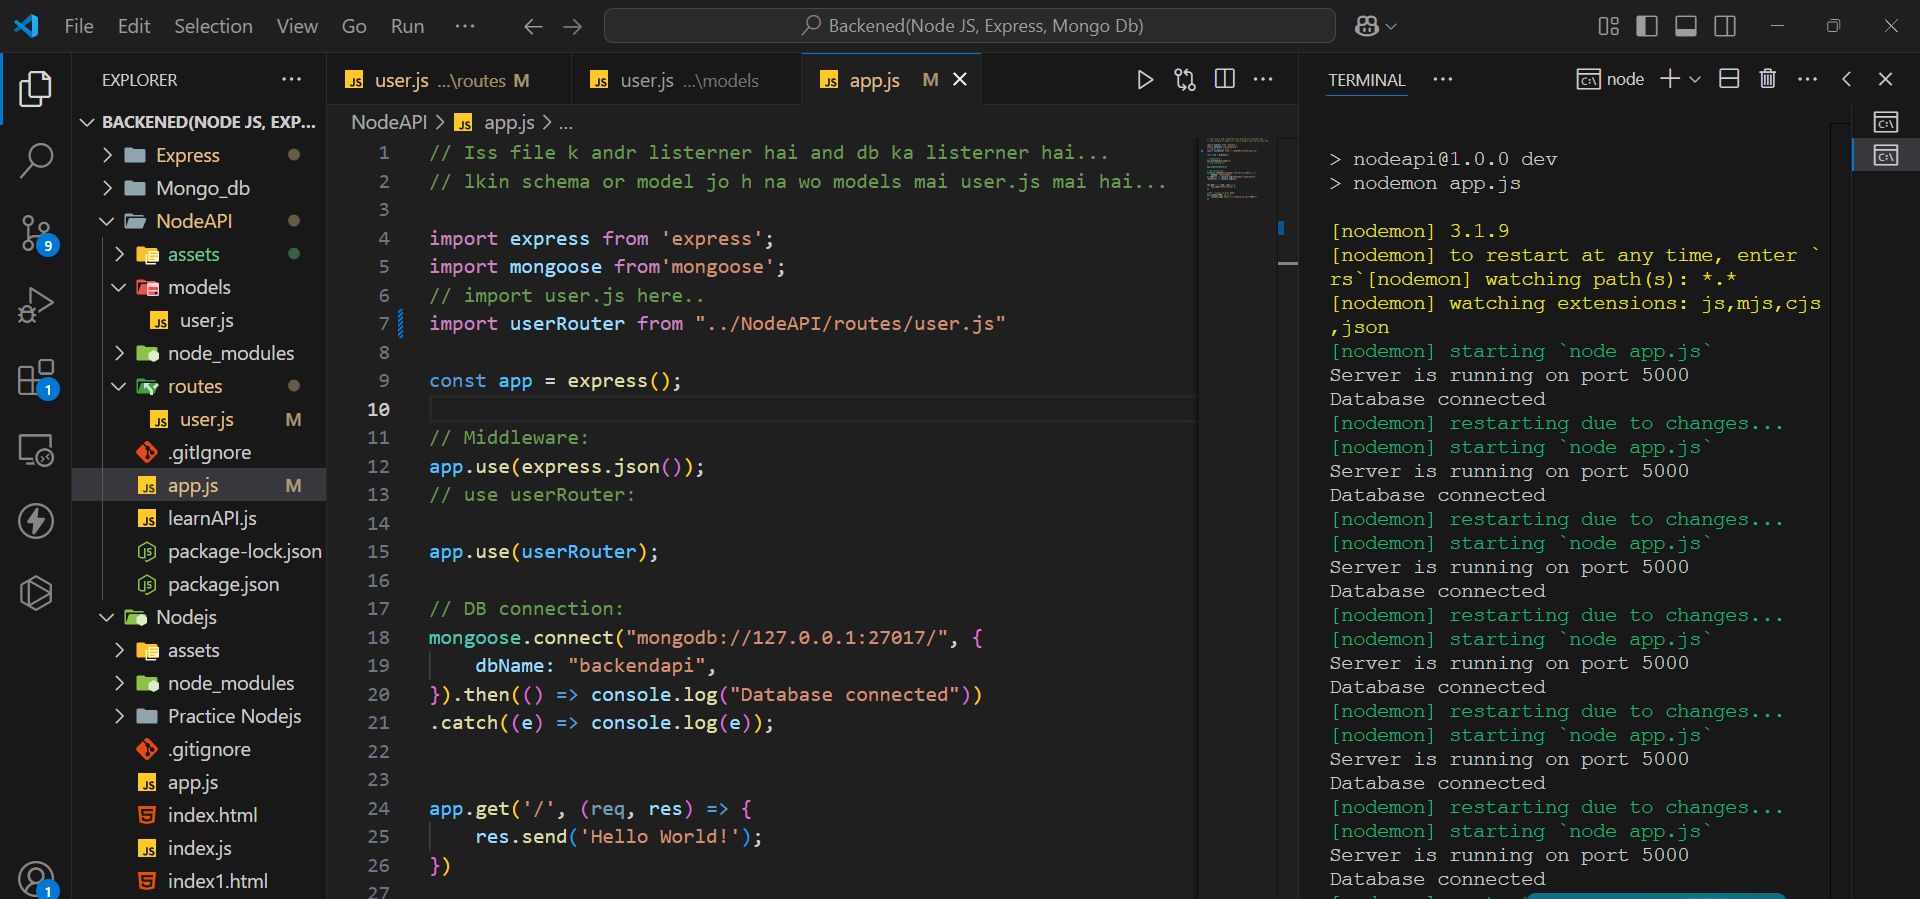 File Edit Selection View Go Run ... Backened(Node JS, Express, Mongo Db)
EXPLORER
BACKENED(NODE JS, EXP...
Express
Mongo_db
NodeAPI
assets
models
user.js
node_modules
routes
user.js M
.gitIgnore
app.js M
learnAPI.js
package-lock.json
package.json
Nodejs
assets
node_modules
Practice Nodejs
.gitignore
app.js
index.html
index.js
index1.html
9
1
1
user.js ...\routes M
user.js ...\models
app.js M
NodeAPI > app.js > ...
1 // Iss file k andr listerner hai and db ka listerner hai...
2 // lkin schema or model jo h na wo models mai user.js mai hai...
3
4 import express from 'express';
5 import mongoose from'mongoose';
6 // import user.js here..
7 import userRouter from "../NodeAPI/routes/user.js"
8
9 const app = express();
10
11 // Middleware:
12 app.use(express.json());
13 // use userRouter:
14
15 app.use(userRouter);
16
17 // DB connection:
18 mongoose.connect("mongodb://127.0.0.1:27017/", {
19 dbName: "backendapi",
20 }).then(() => console.log("Database connected"))
21 .catch((e) => console.log(e));
22
23
24 app.get('/', (req, res) => {
25 res.send('Hello World!');
26 })
27
TERMINAL
node
> nodeapi@1.0.0 dev
> nodemon app.js
[nodemon] 3.1.9
[nodemon] to restart at any time, enter `
rs`[nodemon] watching path(s): *.*
[nodemon] watching extensions: js,mjs,cjs
,json
[nodemon] starting `node app.js`
Server is running on port 5000
Database connected
[nodemon] restarting due to changes...
[nodemon] starting `node app.js`
Server is running on port 5000
Database connected
[nodemon] restarting due to changes...
[nodemon] starting `node app.js`
Server is running on port 5000
Database connected
[nodemon] restarting due to changes...
[nodemon] starting `node app.js`
Server is running on port 5000
Database connected
[nodemon] restarting due to changes...
[nodemon] starting `node app.js`
Server is running on port 5000
Database connected
[nodemon] restarting due to changes...
[nodemon] starting `node app.js`
Server is running on port 5000
Database connected